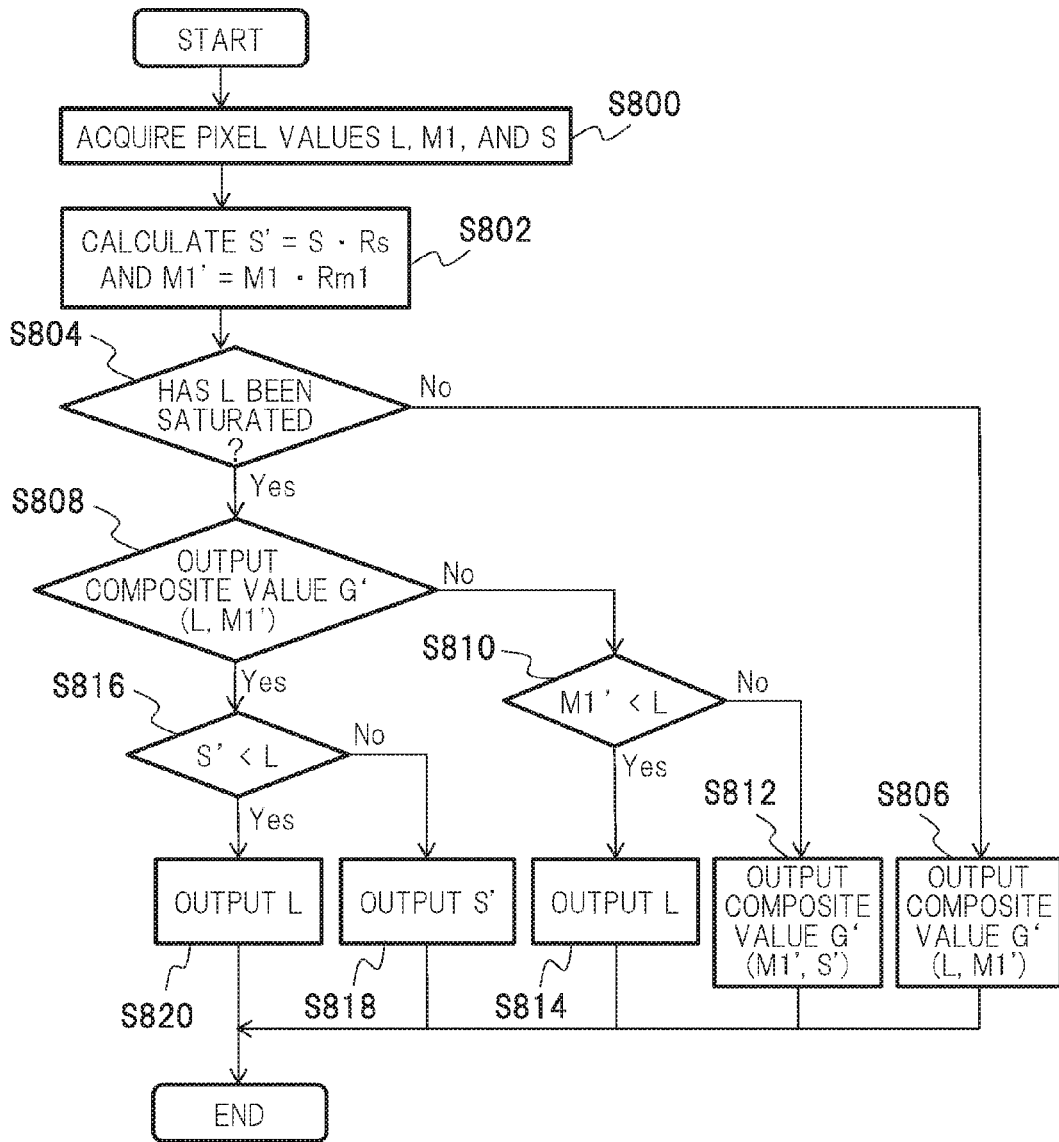 START
S800
ACQUIRE PIXEL VALUES L, M1, AND S
S802
CALCULATE S' = S · Rs
AND M1' = M1 · Rm1
S804
HAS L BEEN
SATURATED
?
No
Yes
S808
OUTPUT
COMPOSITE VALUE G‘
(L, M1')
No
Yes
S810
M1' < L
No
Yes
S816
S' < L
No
Yes
S812
S806
OUTPUT L
OUTPUT S'
OUTPUT L
OUTPUT
COMPOSITE
VALUE G‘
(M1', S')
OUTPUT
COMPOSITE
VALUE G‘
(L, M1')
S820
S818
S814
END